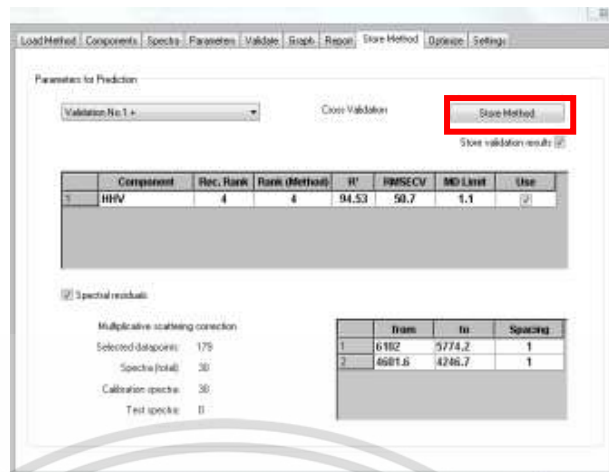 Load Method Components Spectra Parameters Validate Graph Report Store Method Optimize Settings
Parameters for Prediction
Validation No.1 +
Cross Validation
Store Method
Store validation results
Component Rec. Rank Rank (Method) R² RMSECV MD Limit Use
1 HHV 4 4 94.53 50.7 1.1
Spectral residuals
Multiplicative scattering correction
Selected datapoints: 179
Spectra (total): 30
Calibration spectra: 30
Test spectra: 0
from to Spacing
1 6102 5774.2 1
2 4601.6 4246.7 1